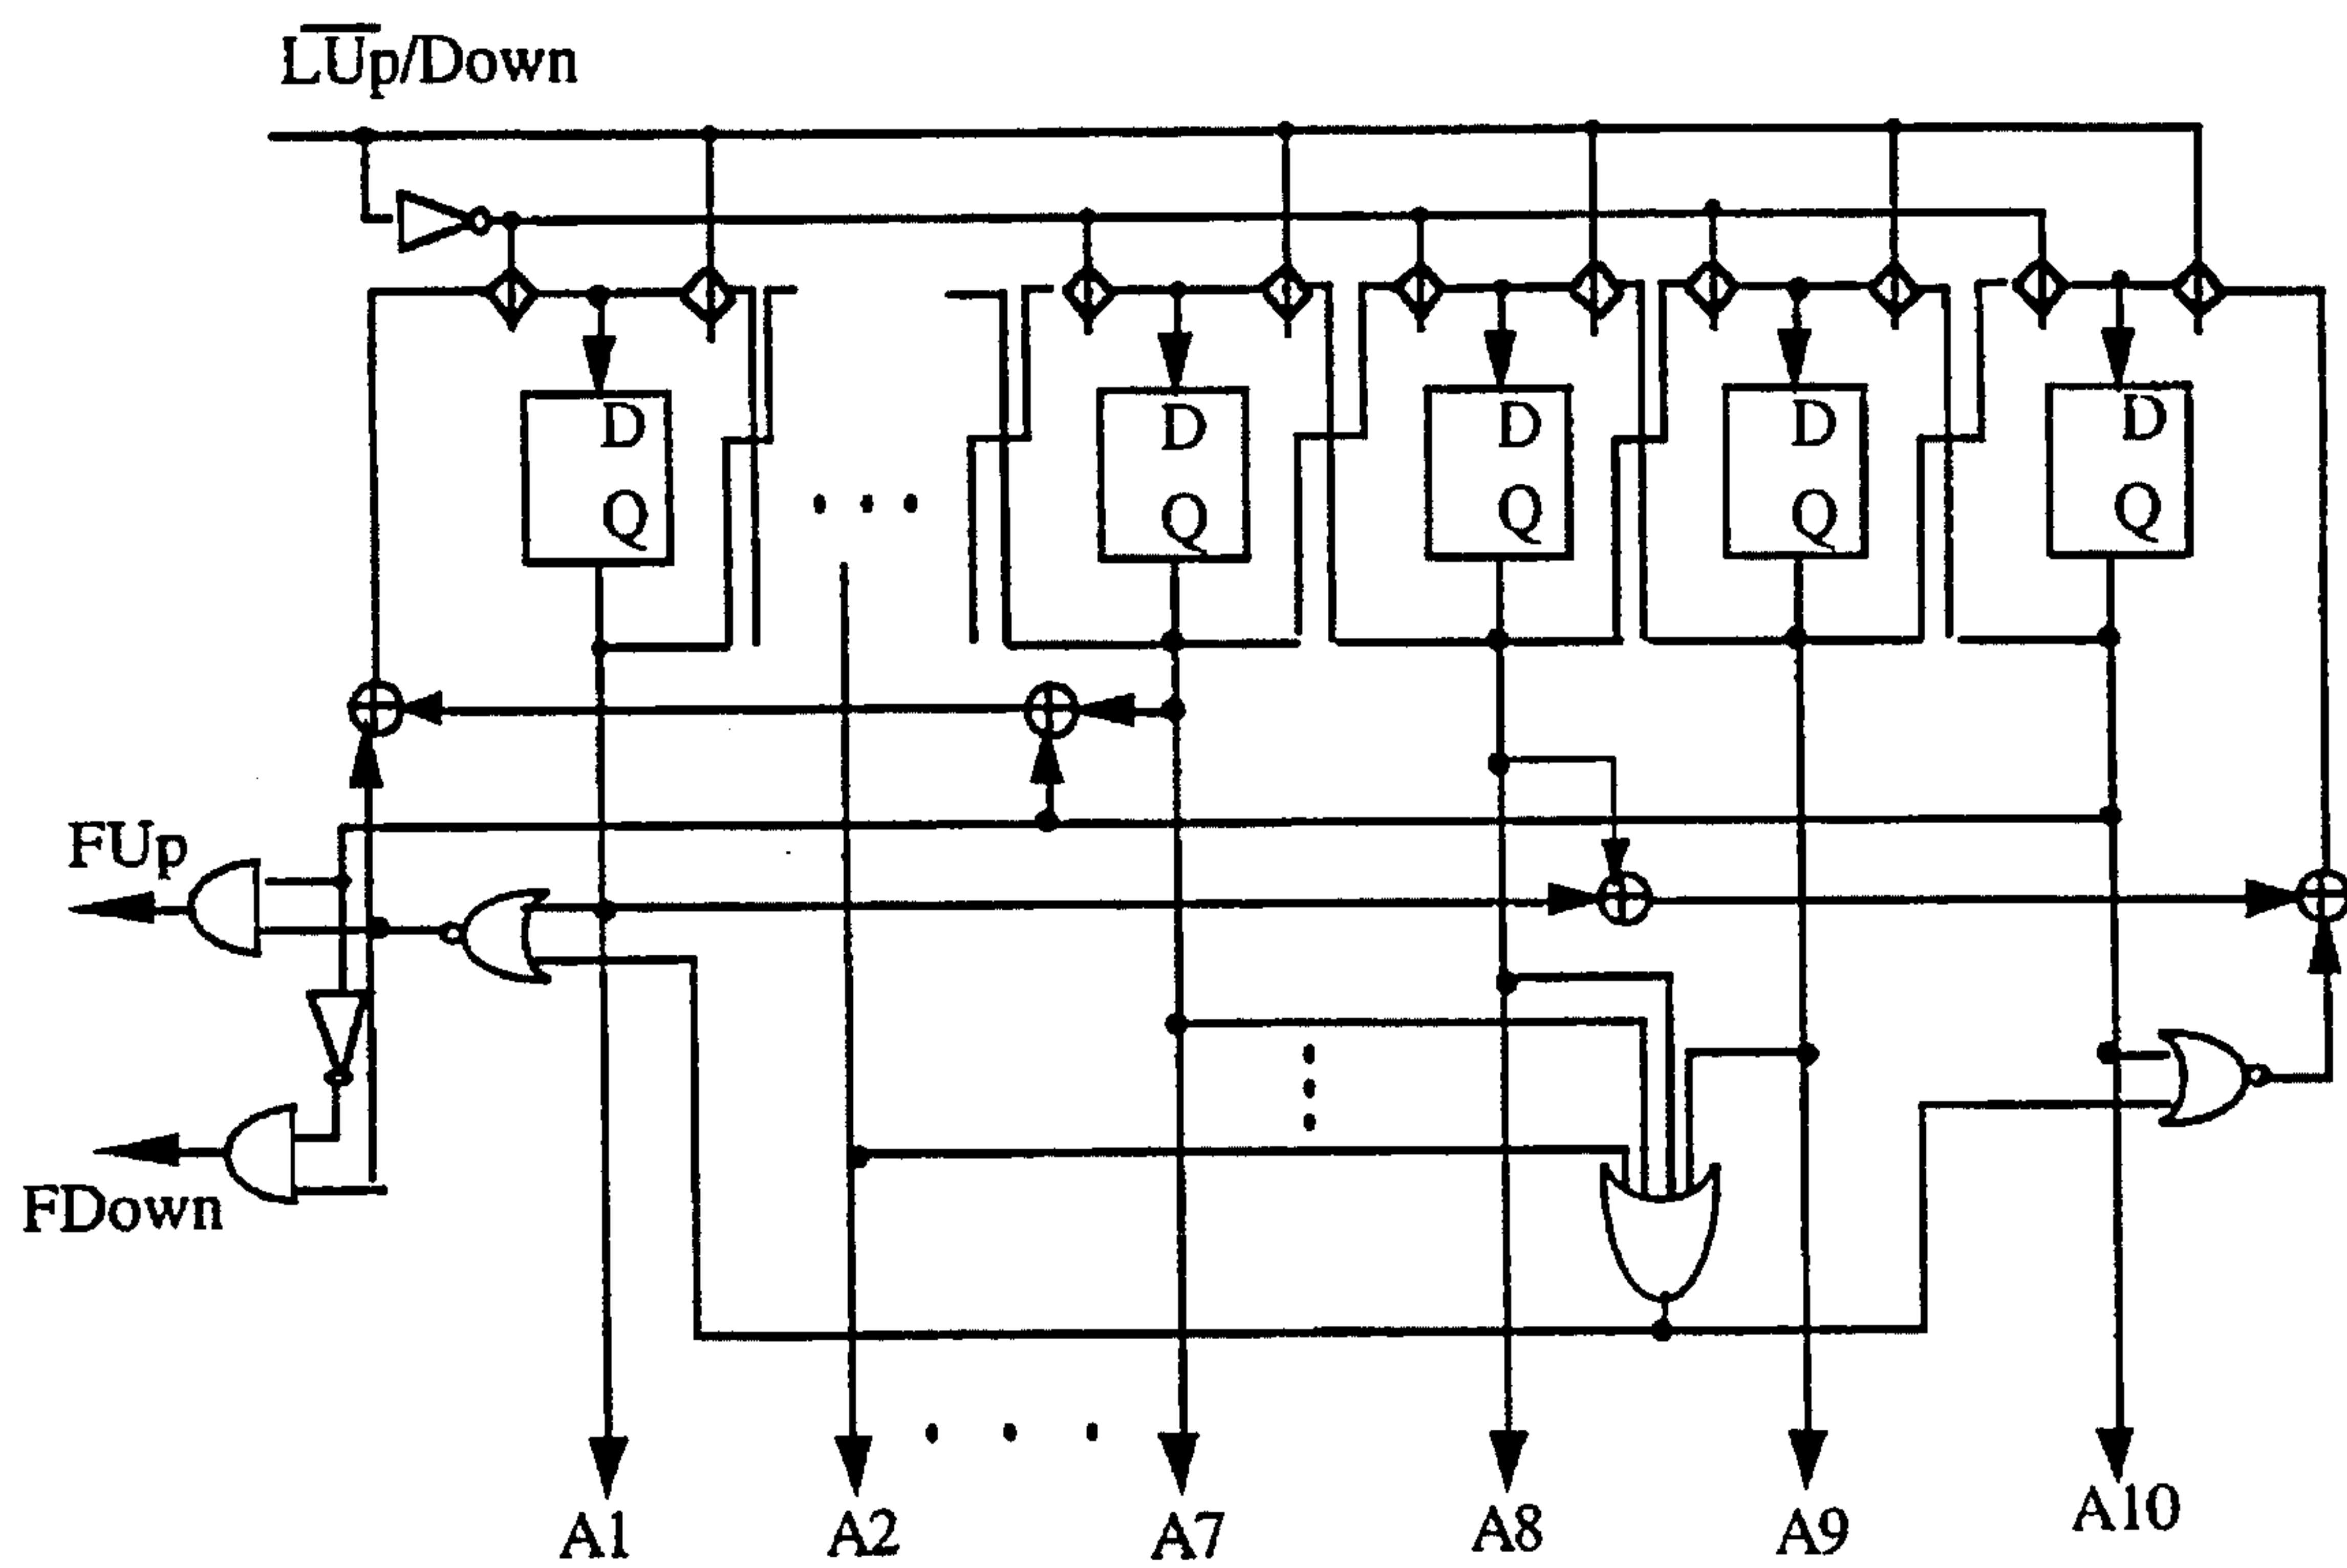 LUp/Down
D D D D D
Q Q Q Q Q
FUp
FDown
A1 A2 A7 A8 A9 A10